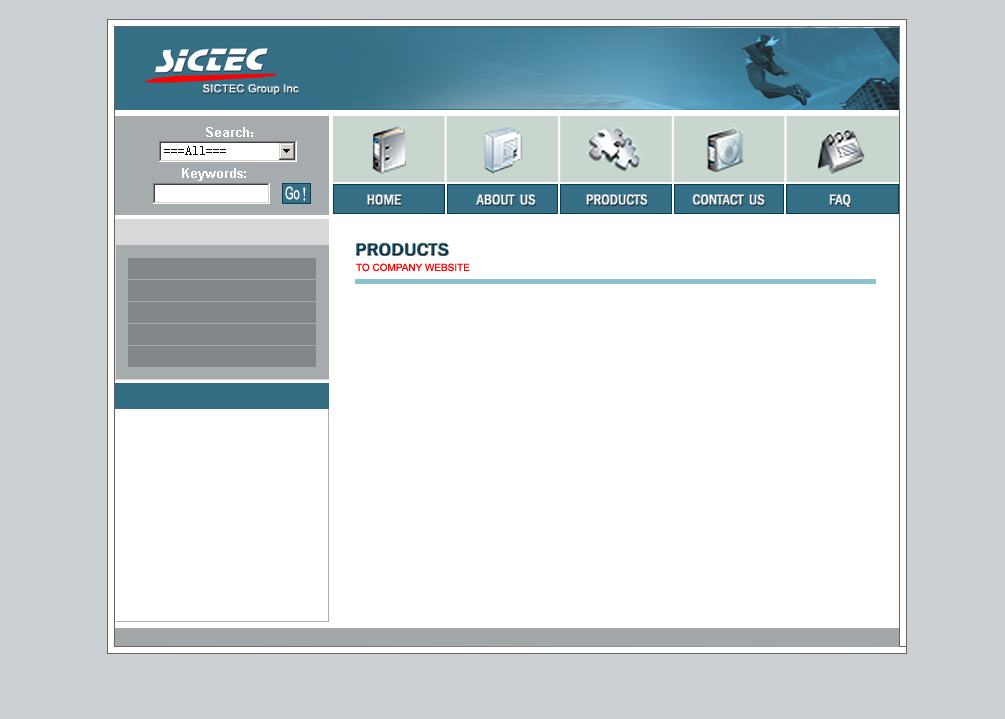 SICTEC
SICTEC Group Inc
Search:
===All===
Keywords:
Go!
HOME
ABOUT US
PRODUCTS
CONTACT US
FAQ
PRODUCTS
TO COMPANY WEBSITE